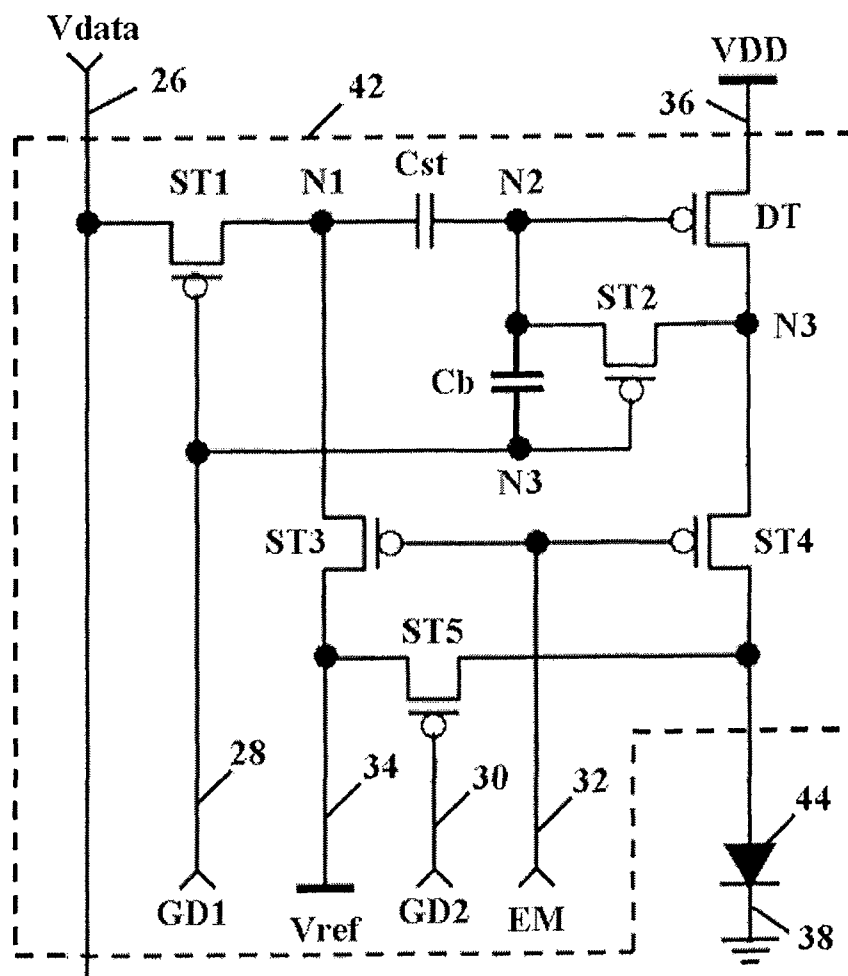 Vdata
VDD
26
42
36
ST1
N1
Cst
N2
DT
ST2
N3
Cb
N3
ST3
ST4
ST5
28
34
30
32
44
GD1
Vref
GD2
EM
38